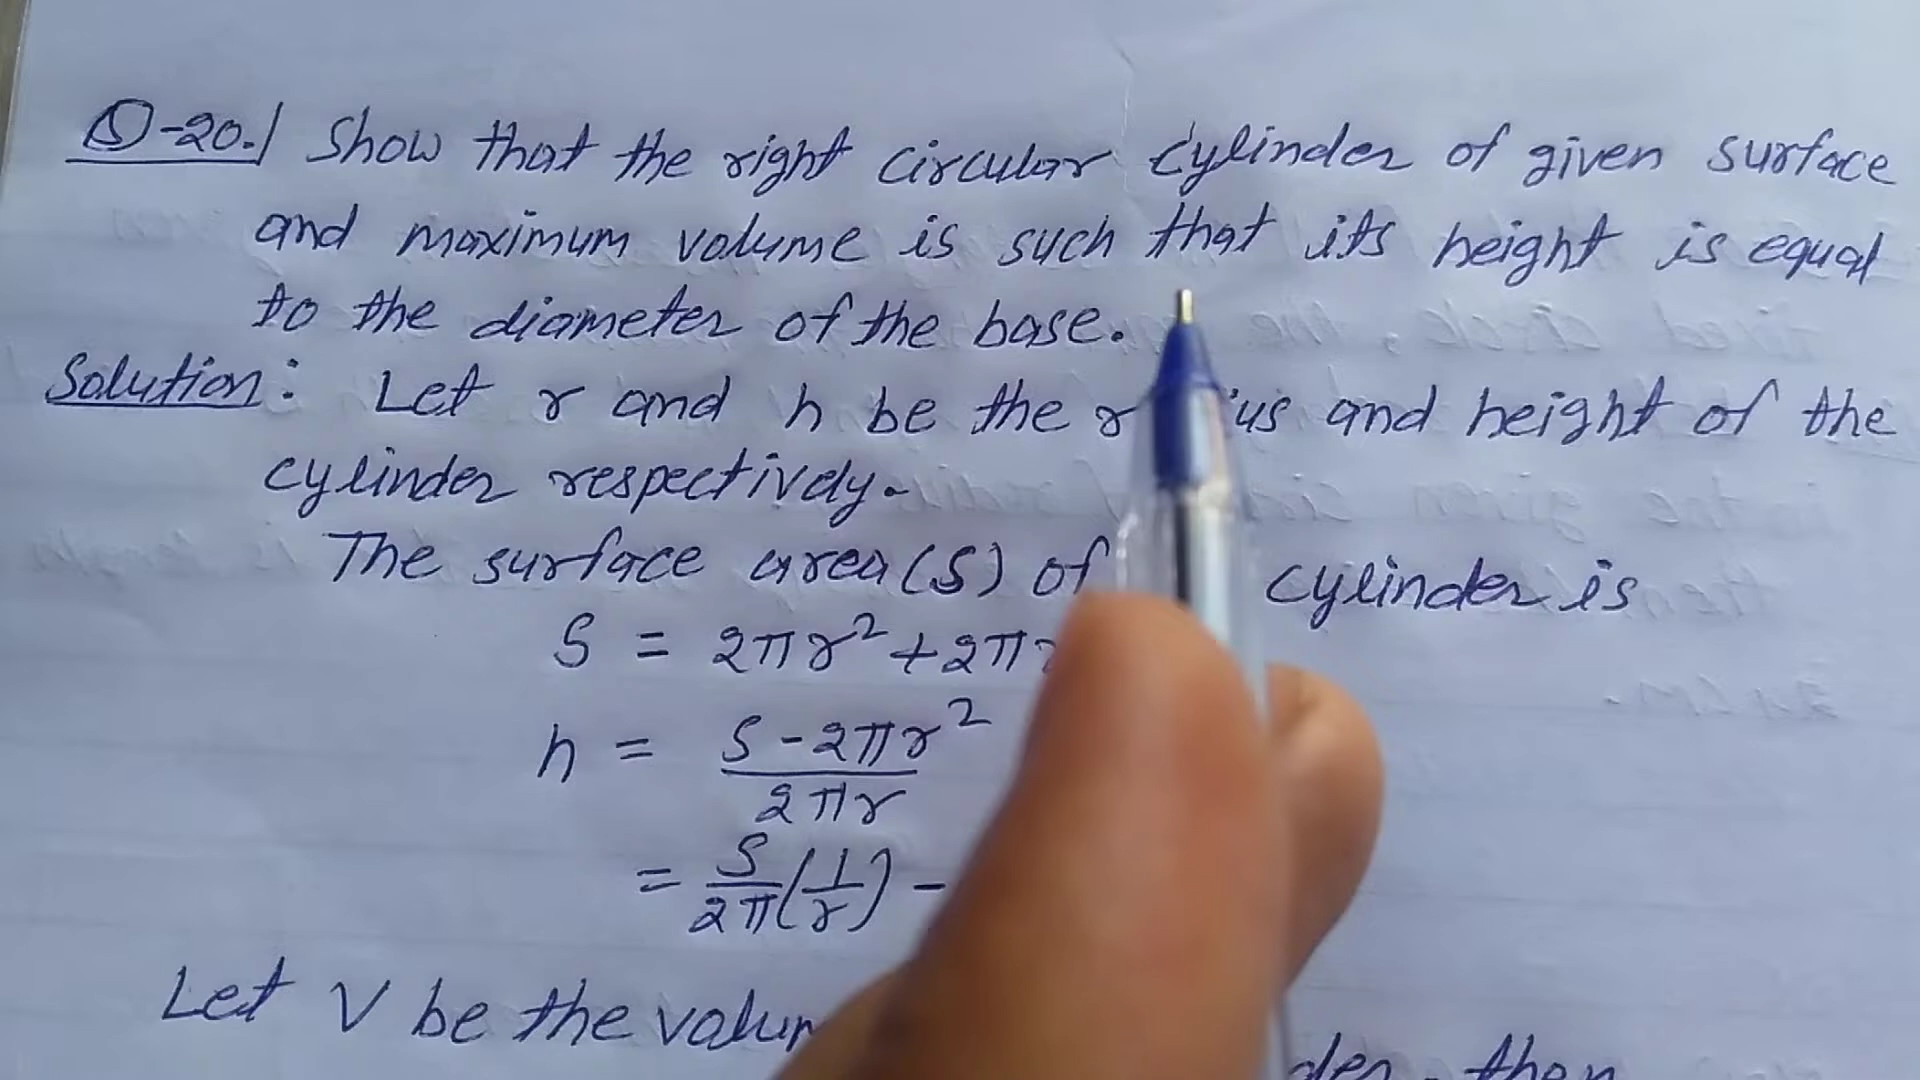 Q-20. Show that the right circular cylinder of given surface
and maximum volume is such that its height is equal
to the diameter of the base.
Solution: Let r and h be the and height of the
cylinder respectively.
The surface area(S) of cylinder is
S = 2πr² + 2π
h = S - 2πr² / 2πr
= S/2π (1/r) -
Let V be the then